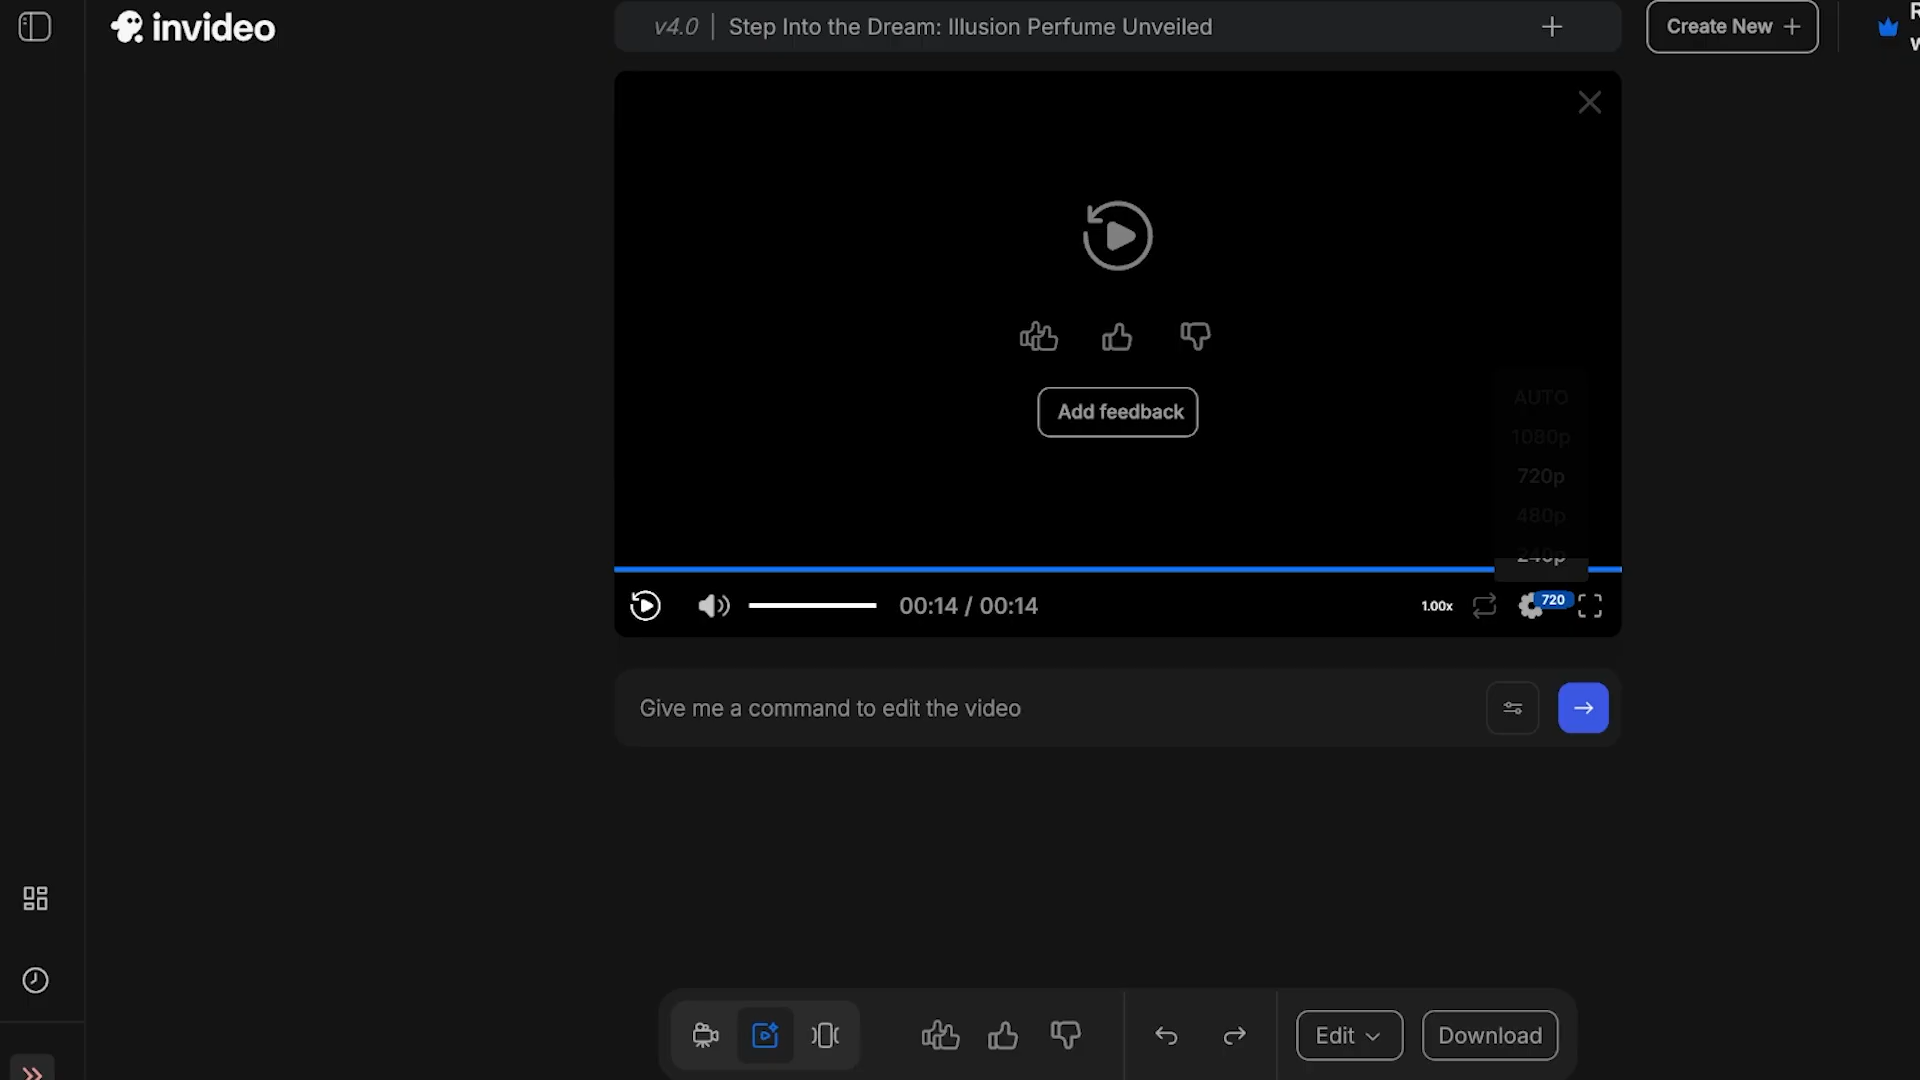 invideo
v4.0 | Step Into the Dream: Illusion Perfume Unveiled
Create New
Add feedback
AUTO
1080p
720p
480p
240p
00:14 / 00:14
1.00x
720
Give me a command to edit the video
Edit
Download